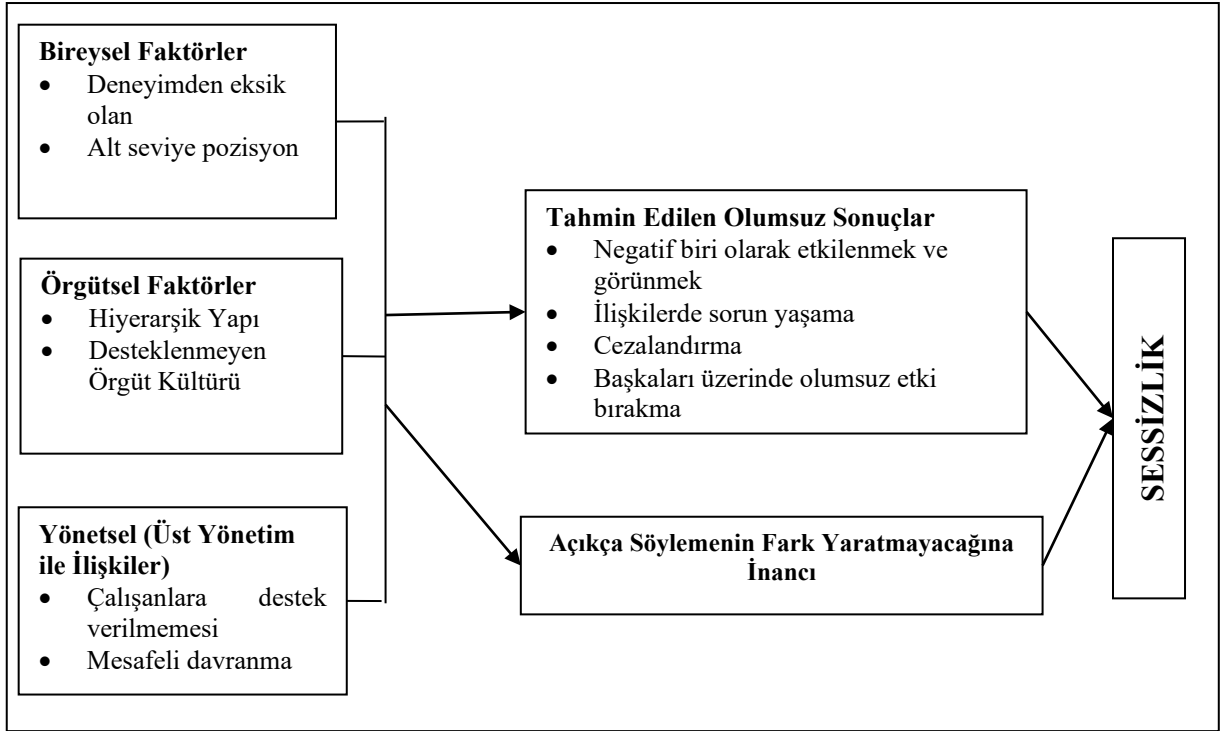 Bireysel Faktörler
• Deneyimden eksik
olan
• Alt seviye pozisyon
Örgütsel Faktörler
• Hiyerarşik Yapı
• Desteklenmeyen
Örgüt Kültürü
Yönetsel (Üst Yönetim
ile İlişkiler)
• Çalışanlara destek
verilmemesi
• Mesafeli davranma
Tahmin Edilen Olumsuz Sonuçlar
• Negatif biri olarak etkilenmek ve
görünmek
• İlişkilerde sorun yaşama
• Cezalandırma
• Başkaları üzerinde olumsuz etki
bırakma
Açıkça Söylemenin Fark Yaratmayacağına
İnancı
SESSİZLİK